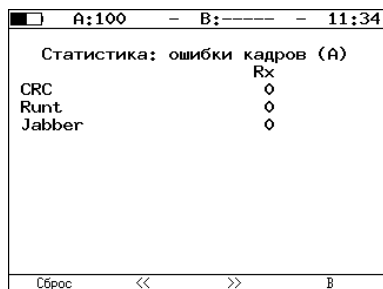 A:100 – B:----- – 11:34
Статистика: ошибки кадров (A)
Rx
CRC 0
Runt 0
Jabber 0
Сброс << >> B